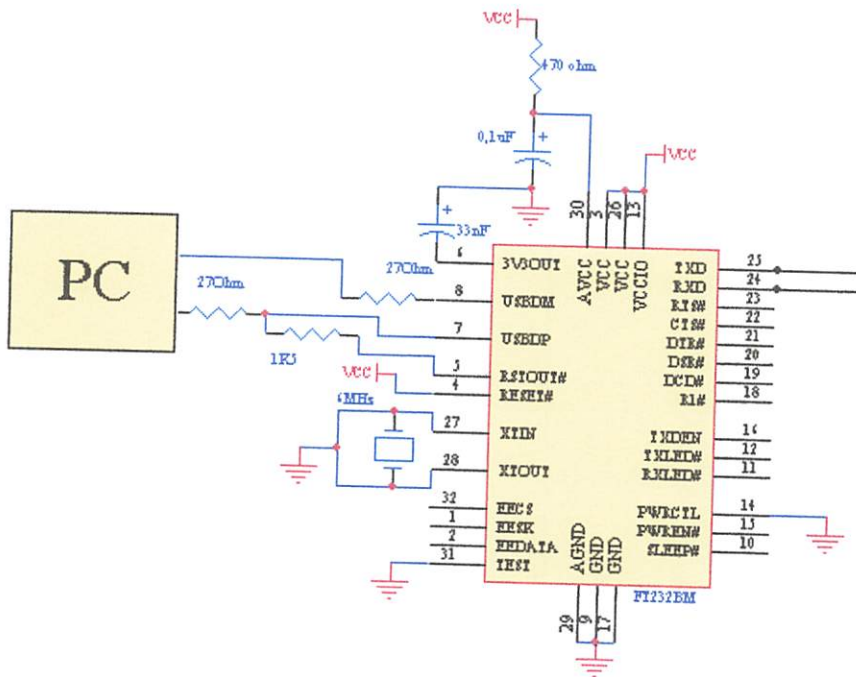 VCC
470 ohm
0,1uF
VCC
33nF
PC
27Ohm
27Ohm
1K5
VCC
6MHz
6
8
7
5
4
27
28
32
1
2
31
3V3OUT
USBDM
USBDP
RSTOUT#
RESET#
XTIN
XTOUT
EECS
EESK
EEDATA
TEST
30
3
26
13
AVCC
VCC
VCC
VCCIO
TXD
RXD
RTS#
CTS#
DTR#
DSR#
DCD#
RI#
TXDEN
TXLED#
RXLED#
PWRCTL
PWREN#
SLEEP#
25
24
23
22
21
20
19
18
16
12
11
14
15
10
AGND
GND
GND
29
9
17
FT232BM